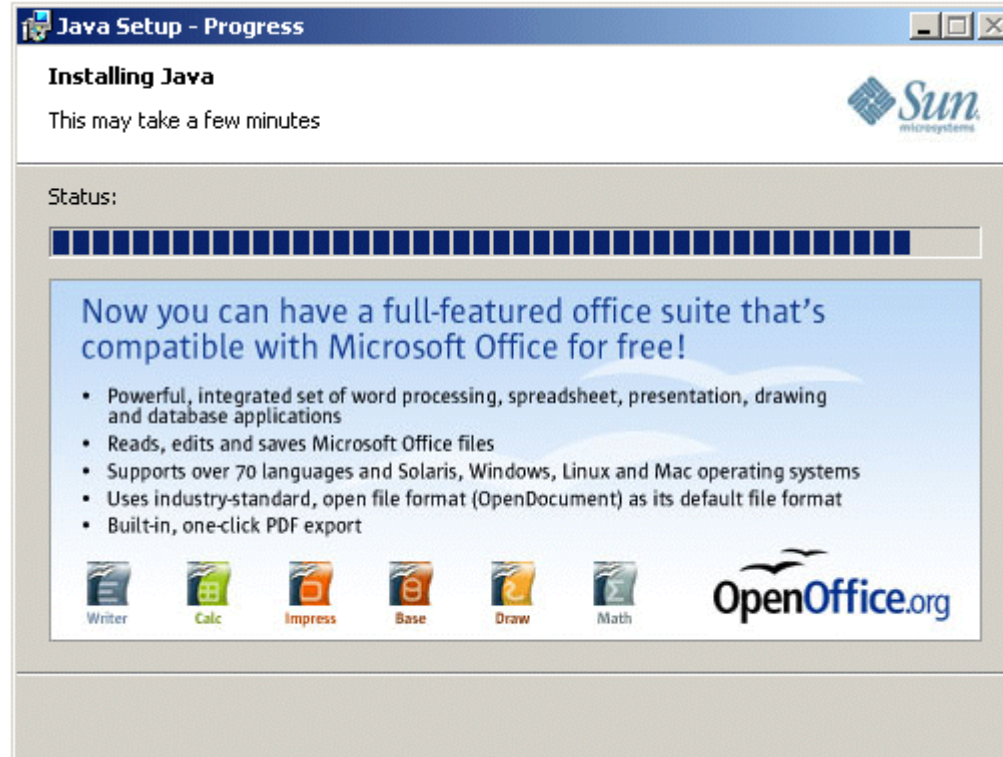 Java Setup - Progress
Installing Java
This may take a few minutes
Sun
microsystems
Status:
Now you can have a full-featured office suite that's
compatible with Microsoft Office for free!
• Powerful, integrated set of word processing, spreadsheet, presentation, drawing
and database applications
• Reads, edits and saves Microsoft Office files
• Supports over 70 languages and Solaris, Windows, Linux and Mac operating systems
• Uses industry-standard, open file format (OpenDocument) as its default file format
• Built-in, one-click PDF export
Writer Calc Impress Base Draw Math
OpenOffice.org